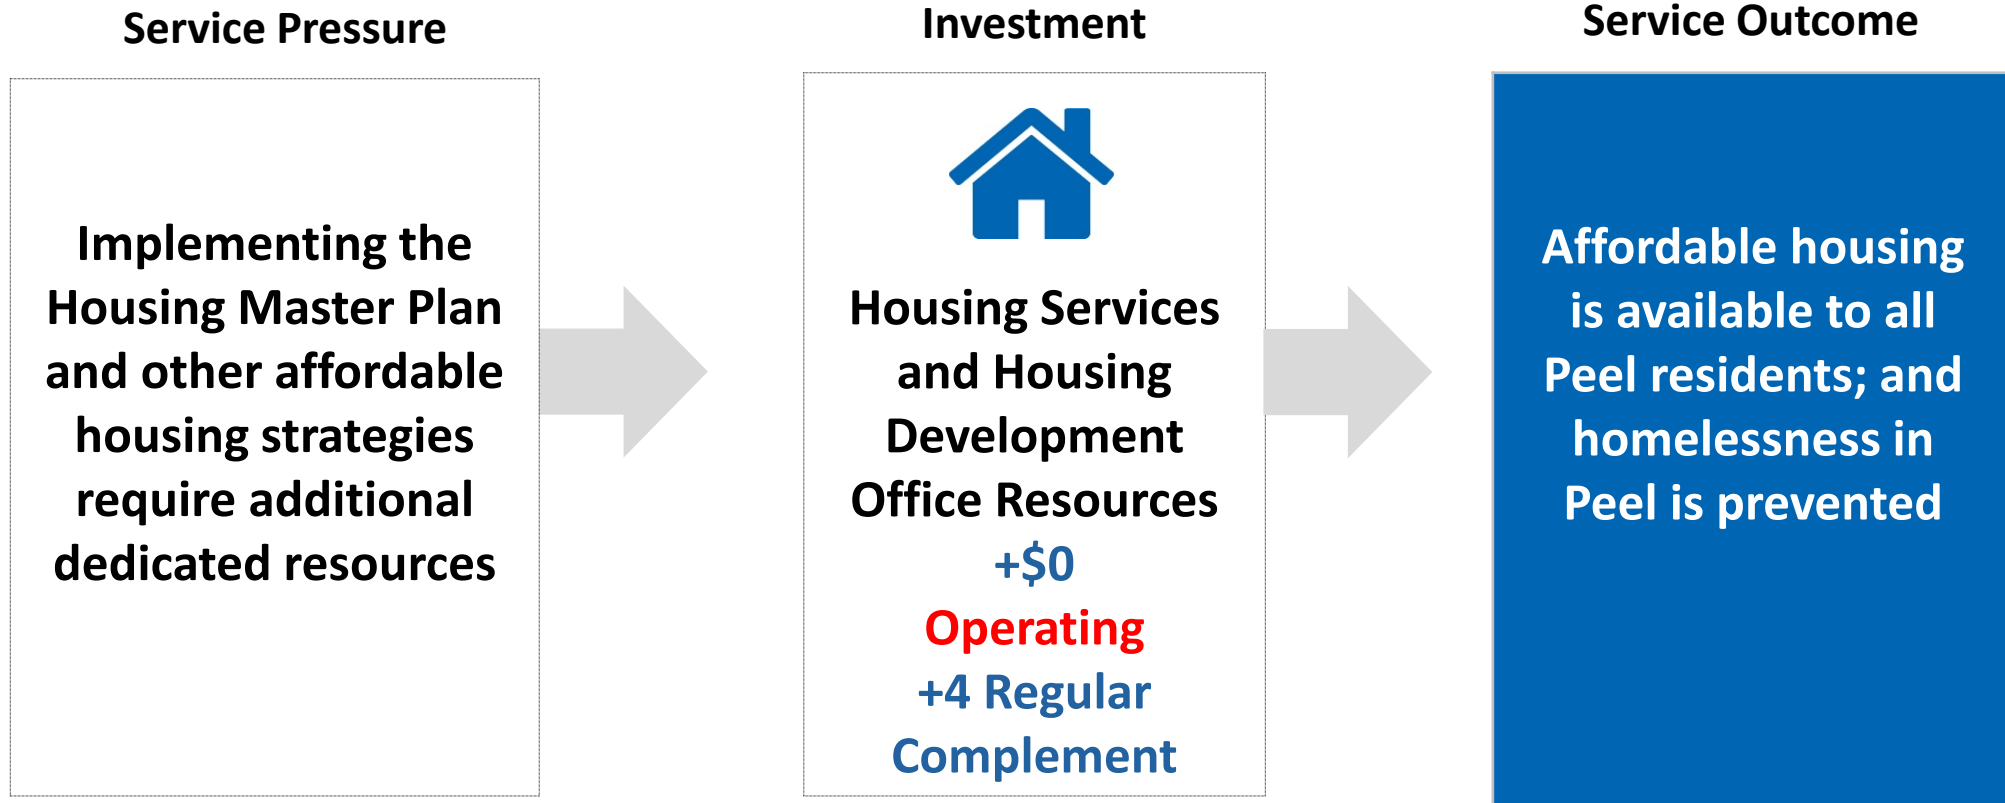 Service Pressure
Implementing the
Housing Master Plan
and other affordable
housing strategies
require additional
dedicated resources
Investment
Housing Services
and Housing
Development
Office Resources
+$0
Operating
+4 Regular
Complement
Service Outcome
Affordable housing
is available to all
Peel residents; and
homelessness in
Peel is prevented